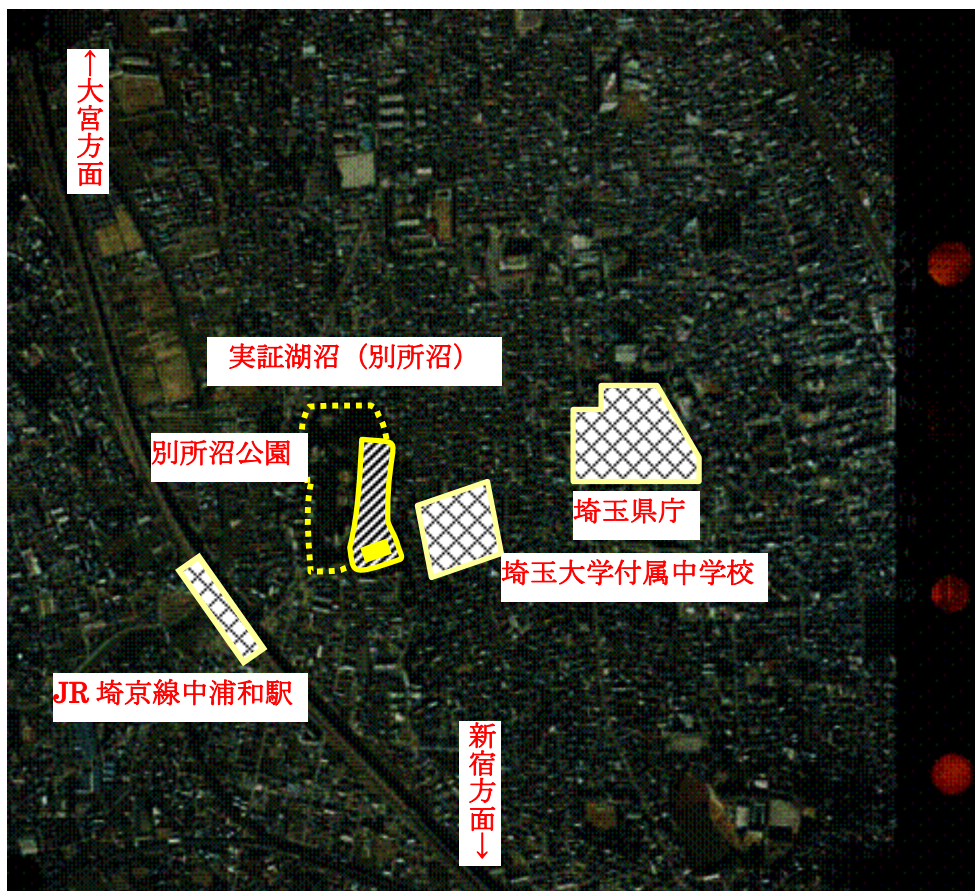 ↑大宮方面
実証湖沼（別所沼）
別所沼公園
埼玉県庁
埼玉大学付属中学校
JR 埼京線中浦和駅
新宿方面↓